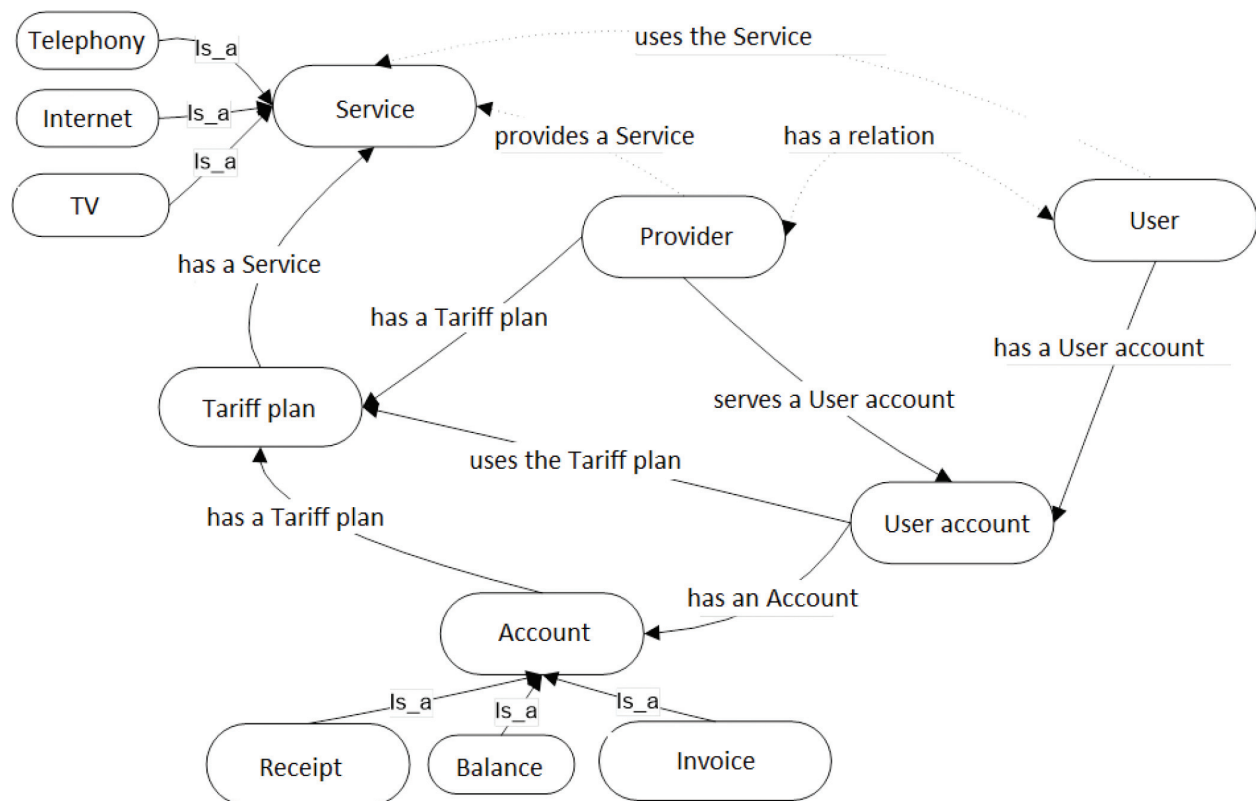 Telephony
Is_a
uses the Service
Internet
Is_a
Service
Is_a
provides a Service
has a relation
TV
Provider
User
has a Service
has a Tariff plan
has a User account
Tariff plan
serves a User account
uses the Tariff plan
has a Tariff plan
User account
has an Account
Account
Is_a
Is_a
Is_a
Receipt
Balance
Invoice